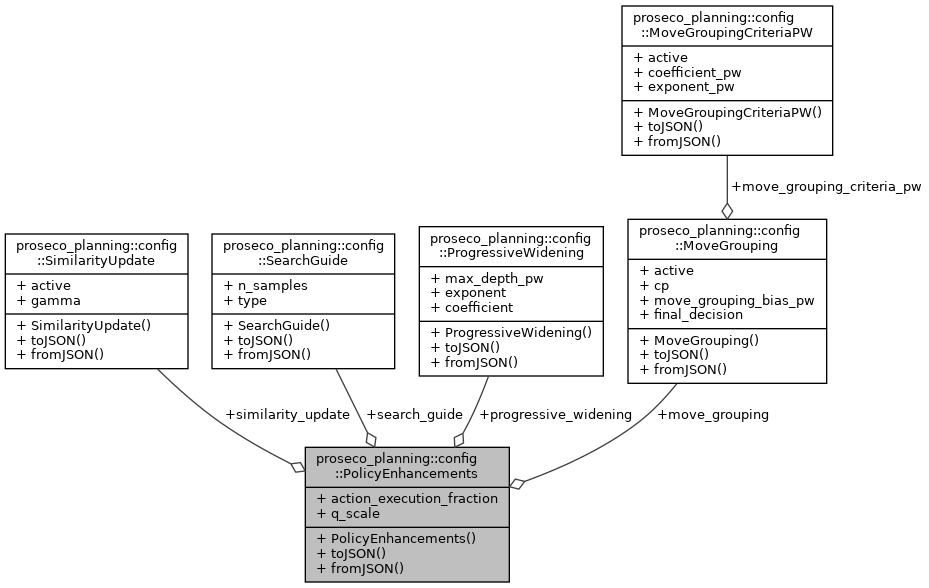 proseco_planning::config
::MoveGroupingCriteriaPW
+ active
+ coefficient_pw
+ exponent_pw
+ MoveGroupingCriteriaPW()
+ toJSON()
+ fromJSON()
+move_grouping_criteria_pw
proseco_planning::config
::SimilarityUpdate
+ active
+ gamma
+ SimilarityUpdate()
+ toJSON()
+ fromJSON()
proseco_planning::config
::SearchGuide
+ n_samples
+ type
+ SearchGuide()
+ toJSON()
+ fromJSON()
proseco_planning::config
::ProgressiveWidening
+ max_depth_pw
+ exponent
+ coefficient
+ ProgressiveWidening()
+ toJSON()
+ fromJSON()
proseco_planning::config
::MoveGrouping
+ active
+ cp
+ move_grouping_bias_pw
+ final_decision
+ MoveGrouping()
+ toJSON()
+ fromJSON()
+similarity_update
+search_guide
+progressive_widening
+move_grouping
proseco_planning::config
::PolicyEnhancements
+ action_execution_fraction
+ q_scale
+ PolicyEnhancements()
+ toJSON()
+ fromJSON()